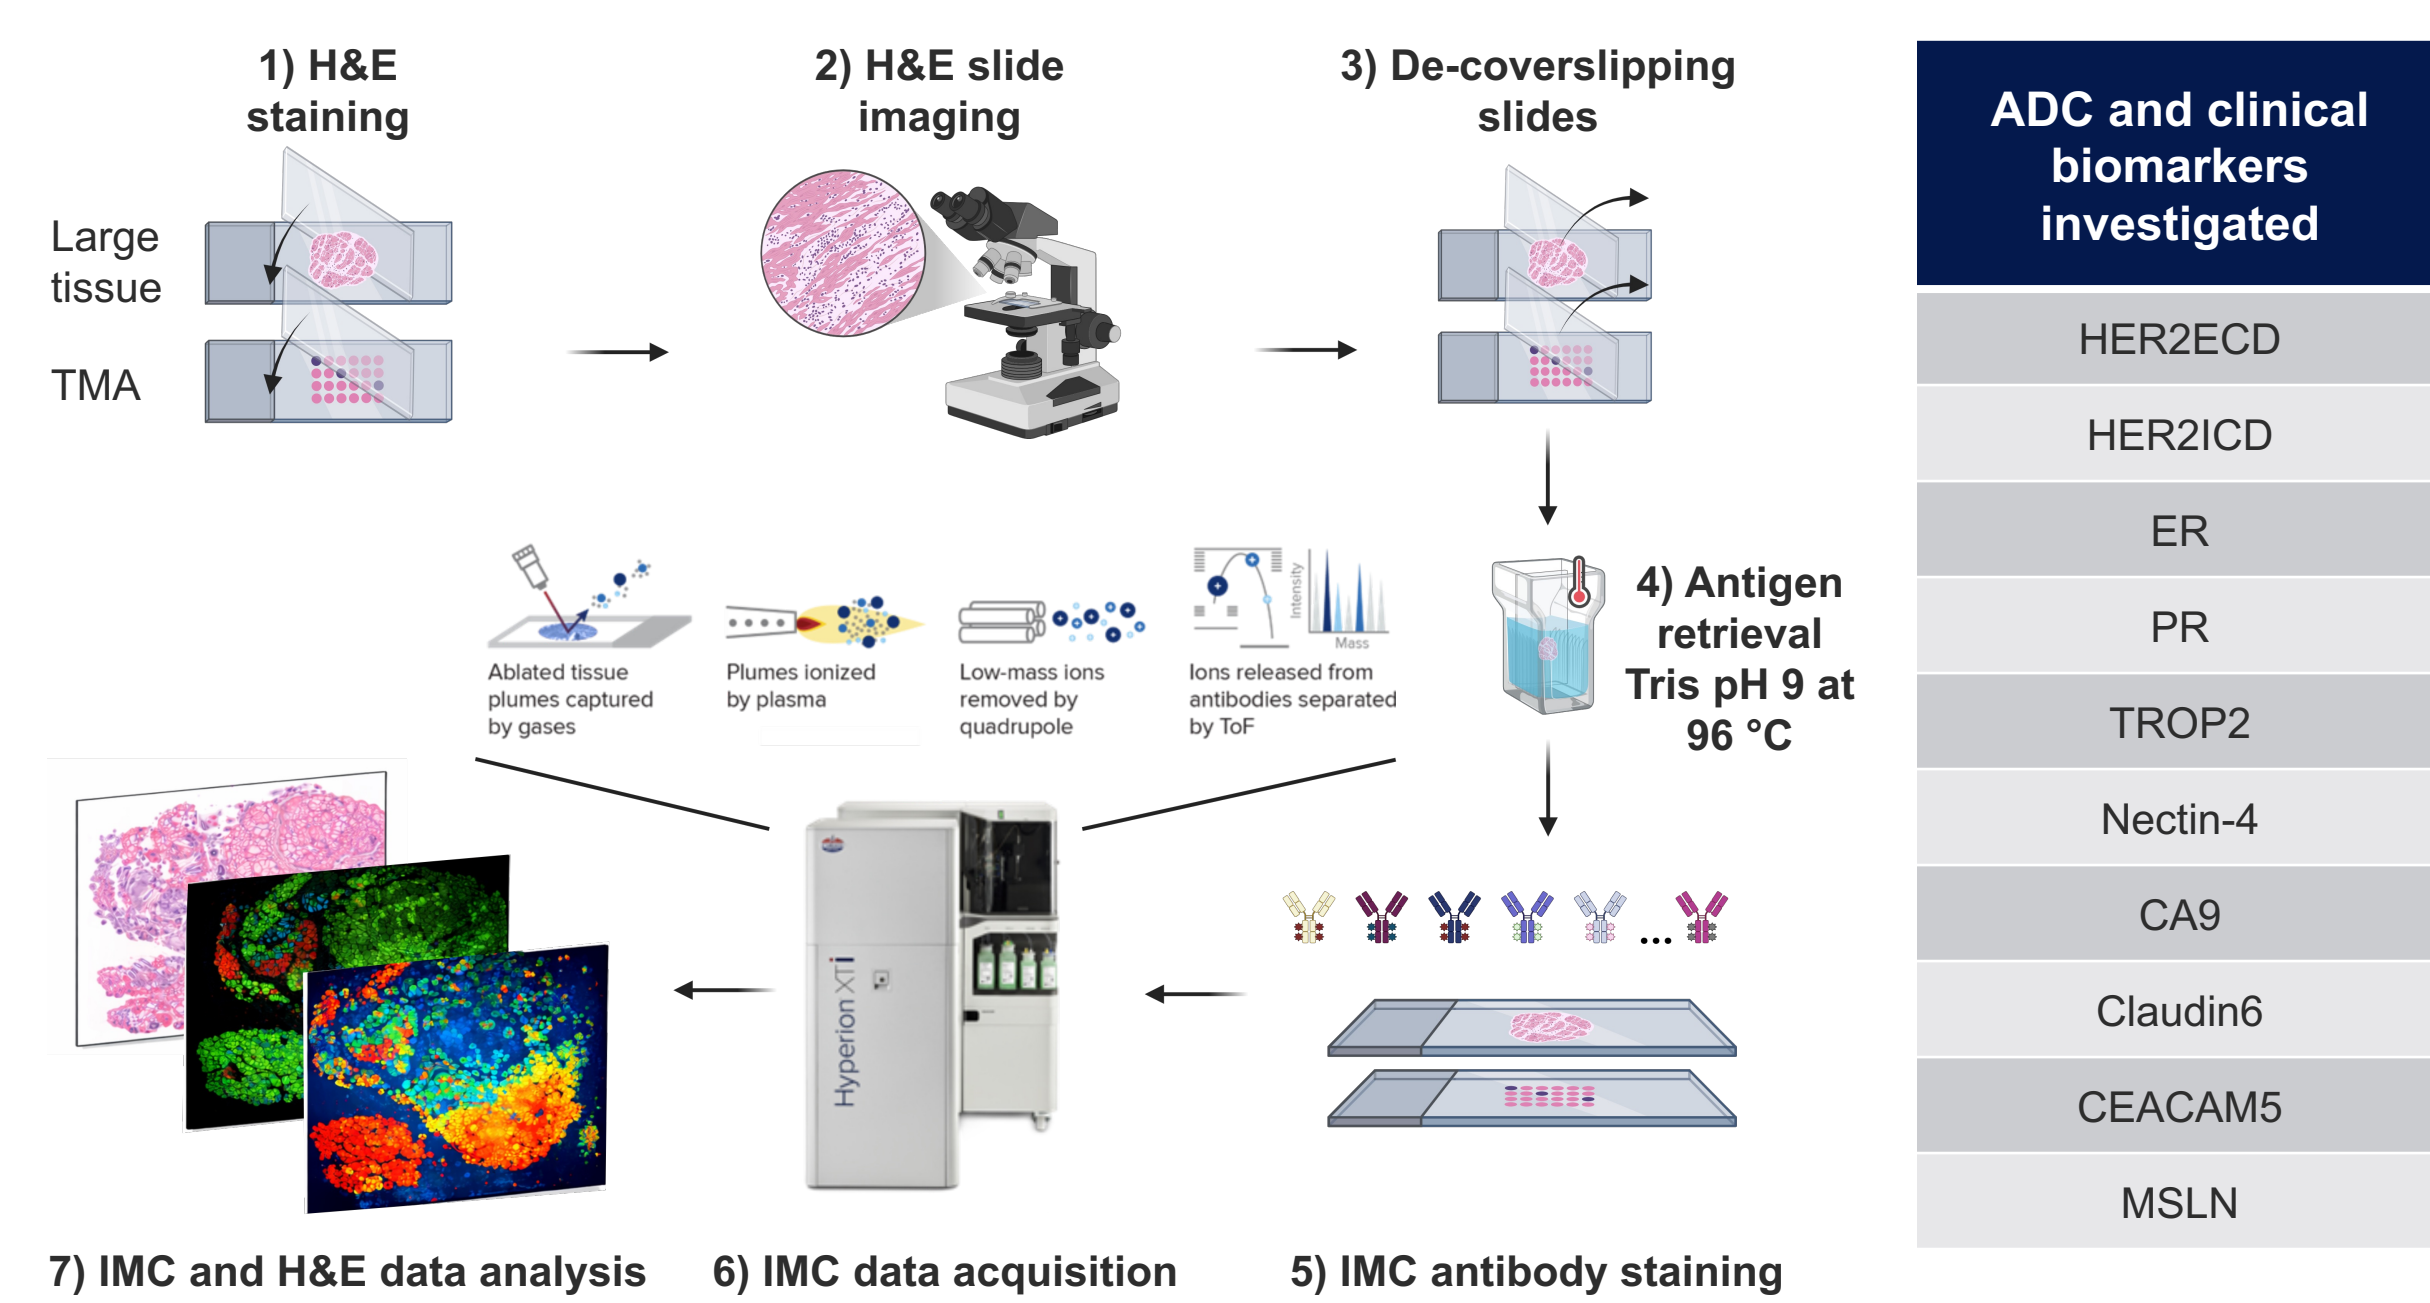 1) H&E
staining
2) H&E slide
imaging
3) De-coverslipping
slides
Large
tissue
TMA
4) Antigen
retrieval
Tris pH 9 at
96 °C
Intensity
Mass
Ablated tissue
plumes captured
by gases
Plumes ionized
by plasma
Low-mass ions
removed by
quadrupole
Ions released from
antibodies separated
by ToF
...
Hyperion XTi
7) IMC and H&E data analysis
6) IMC data acquisition
5) IMC antibody staining
ADC and clinical
biomarkers
investigated
HER2ECD
HER2ICD
ER
PR
TROP2
Nectin-4
CA9
Claudin6
CEACAM5
MSLN